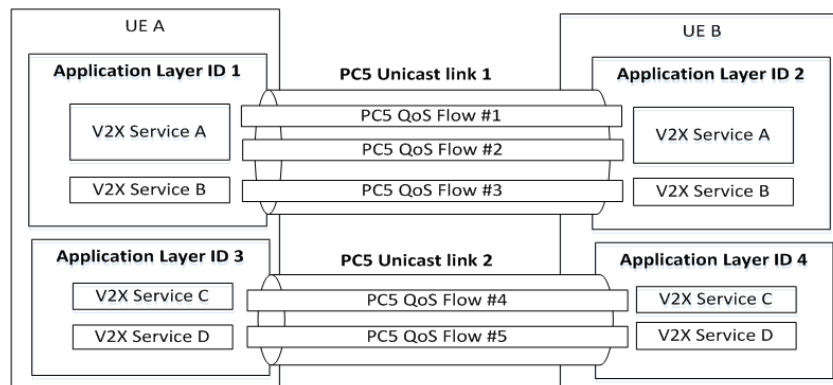 UE A
UE B
Application Layer ID 1
PC5 Unicast link 1
Application Layer ID 2
V2X Service A
PC5 QoS Flow #1
V2X Service A
PC5 QoS Flow #2
V2X Service B
PC5 QoS Flow #3
V2X Service B
Application Layer ID 3
PC5 Unicast link 2
Application Layer ID 4
V2X Service C
PC5 QoS Flow #4
V2X Service C
V2X Service D
PC5 QoS Flow #5
V2X Service D